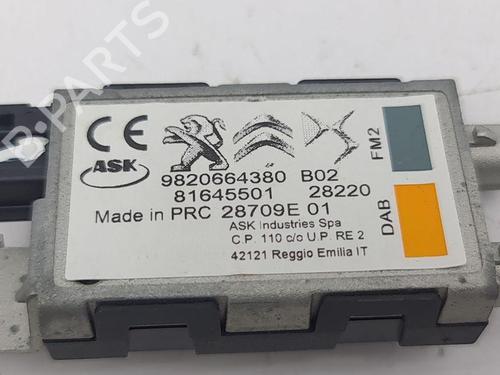 CE
ASK
9820664380 B02
81645501 28220
Made in PRC 28709E 01
ASK Industries Spa
C.P. 110 c/o U.P. RE 2
42121 Reggio Emilia IT
FM2
DAB
B-PARTS